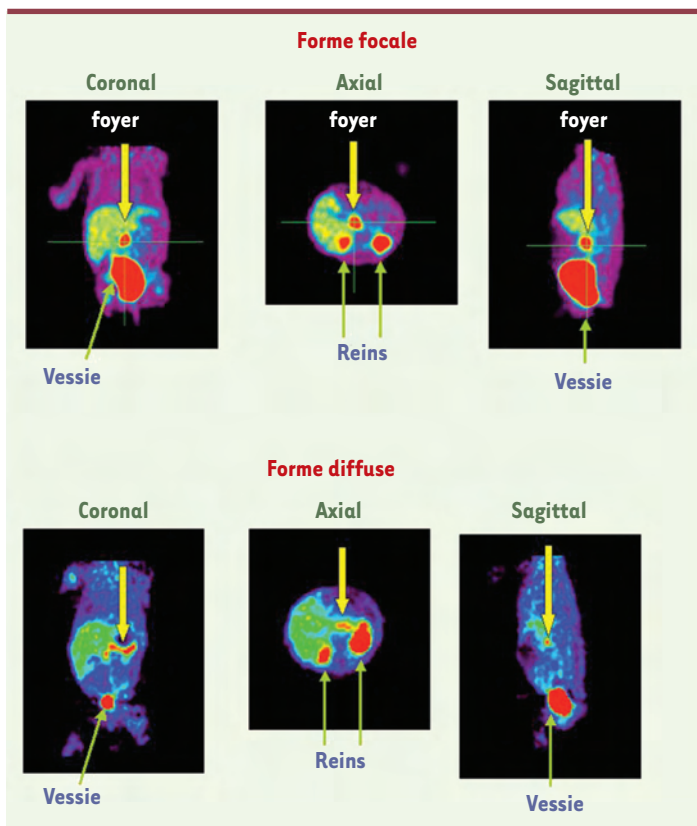 Forme focale
Coronal Axial Sagittal
foyer foyer foyer
Reins
Vessie Vessie
Forme diffuse
Coronal Axial Sagittal
Reins
Vessie Vessie